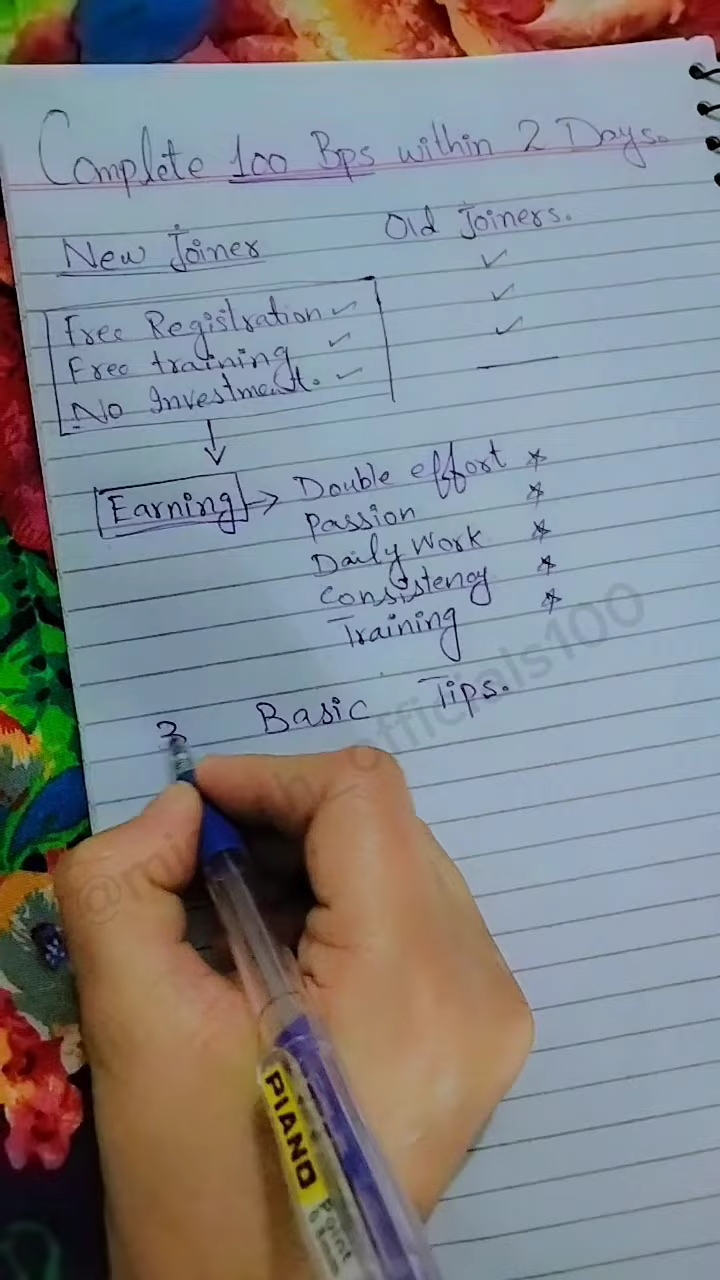 Complete 100 Bps within 2 Days.
New Joiner
Old Joiners.
✓
Free Registration ✓
✓
Free training ✓
✓
No Investment. ✓
Earning → Double effort *
Passion *
Daily Work *
Consistency *
Training *
3 Basic Tips.
PIANO
Point